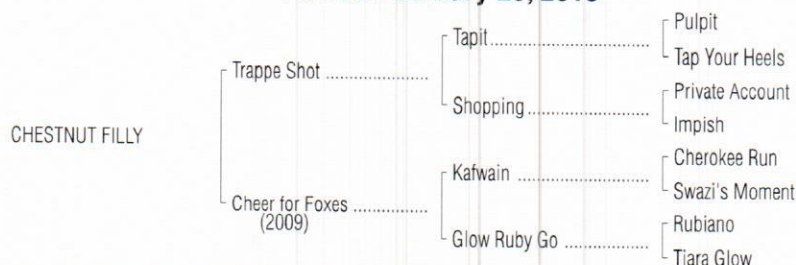 Pulpit
Tapit
Tap Your Heels
Trappe Shot
Private Account
Shopping
Impish
CHESTNUT FILLY
Cherokee Run
Kafwain
Swazi's Moment
Cheer for Foxes
(2009)
Rubiano
Glow Ruby Go
Tiara Glow